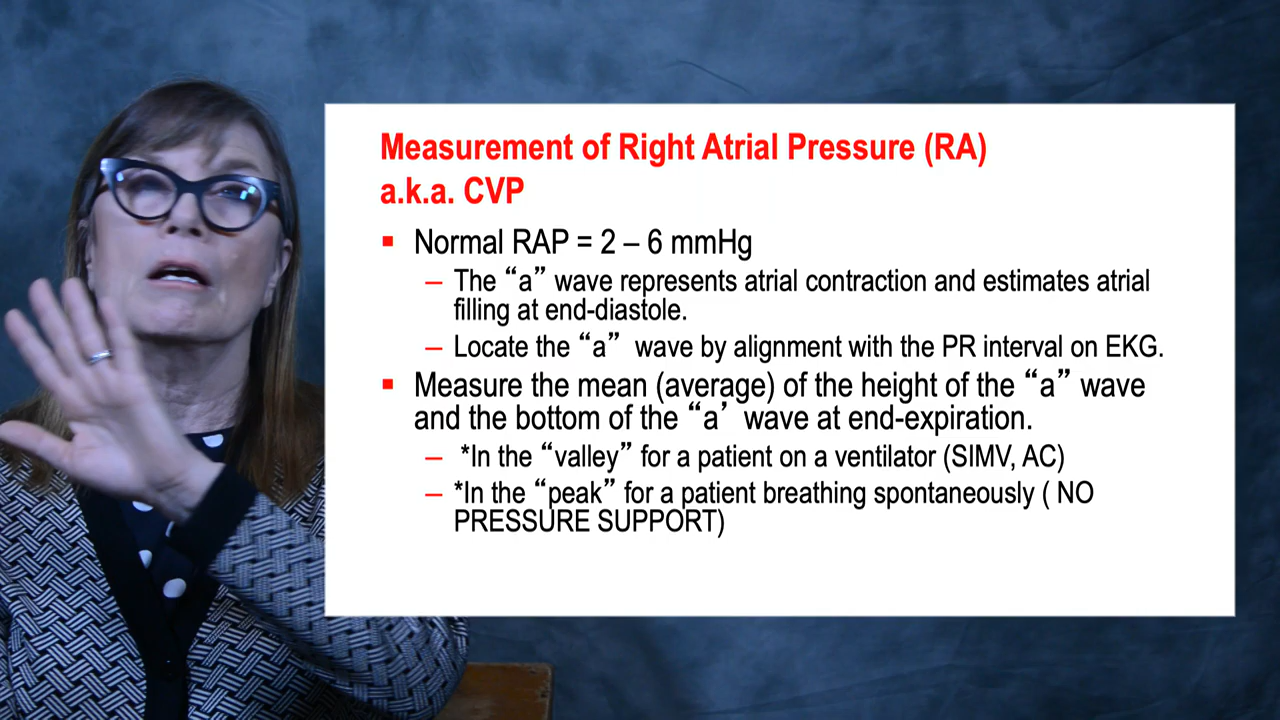 Measurement of Right Atrial Pressure (RA)
a.k.a. CVP
▪ Normal RAP = 2 – 6 mmHg
– The “a” wave represents atrial contraction and estimates atrial
filling at end-diastole.
– Locate the “a” wave by alignment with the PR interval on EKG.
▪ Measure the mean (average) of the height of the “a” wave
and the bottom of the “a’ wave at end-expiration.
– *In the “valley” for a patient on a ventilator (SIMV, AC)
– *In the “peak” for a patient breathing spontaneously ( NO
PRESSURE SUPPORT)